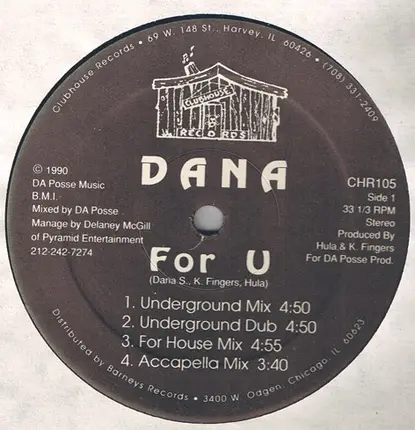 Clubhouse Records • 69 W. 148 St., Harvey, IL 60426 • (708) 331-2409
CLUBHOUSE
RECORDS
DANA
© 1990
DA Posse Music
B.M.I.
Mixed by DA Posse
Manage by Delaney McGill
of Pyramid Entertainment
212-242-7274
CHR105
Side 1
33 1/3 RPM
Stereo
Produced By
Hula & K. Fingers
For DA Posse Prod.
For U
(Dana S., K. Fingers, Hula)
1. Underground Mix 4:50
2. Underground Dub 4:50
3. For House Mix 4:55
4. Accapella Mix 3:40
Distributed by Barneys Records • 3400 W. Odgen, Chicago, IL 60623